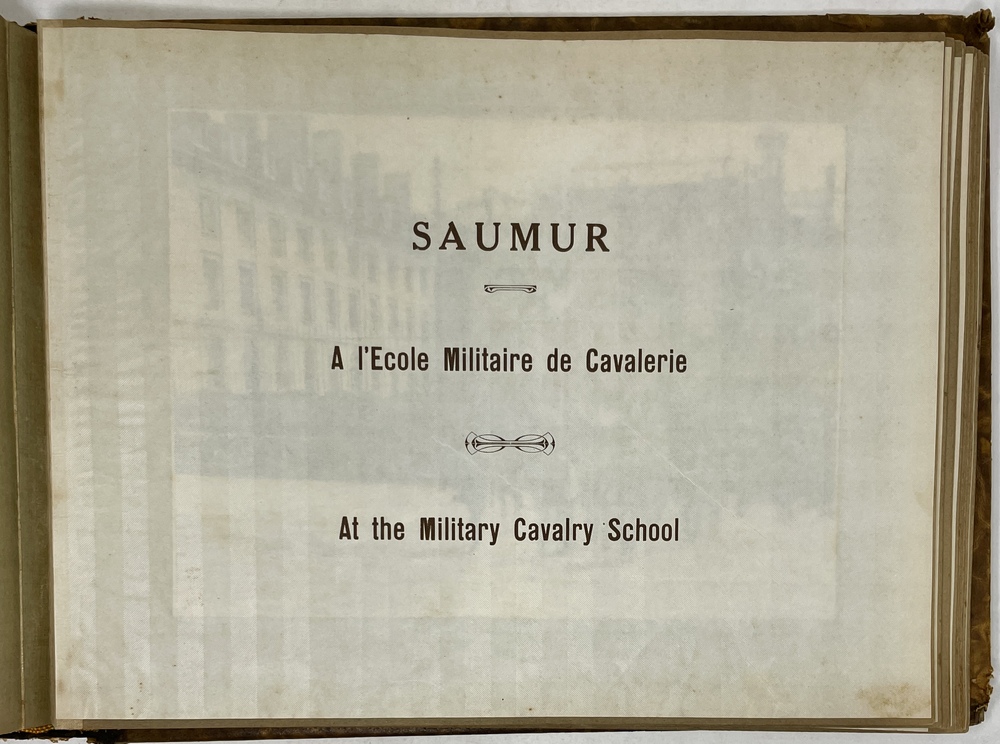 SAUMUR
A l'Ecole Militaire de Cavalerie
At the Military Cavalry School